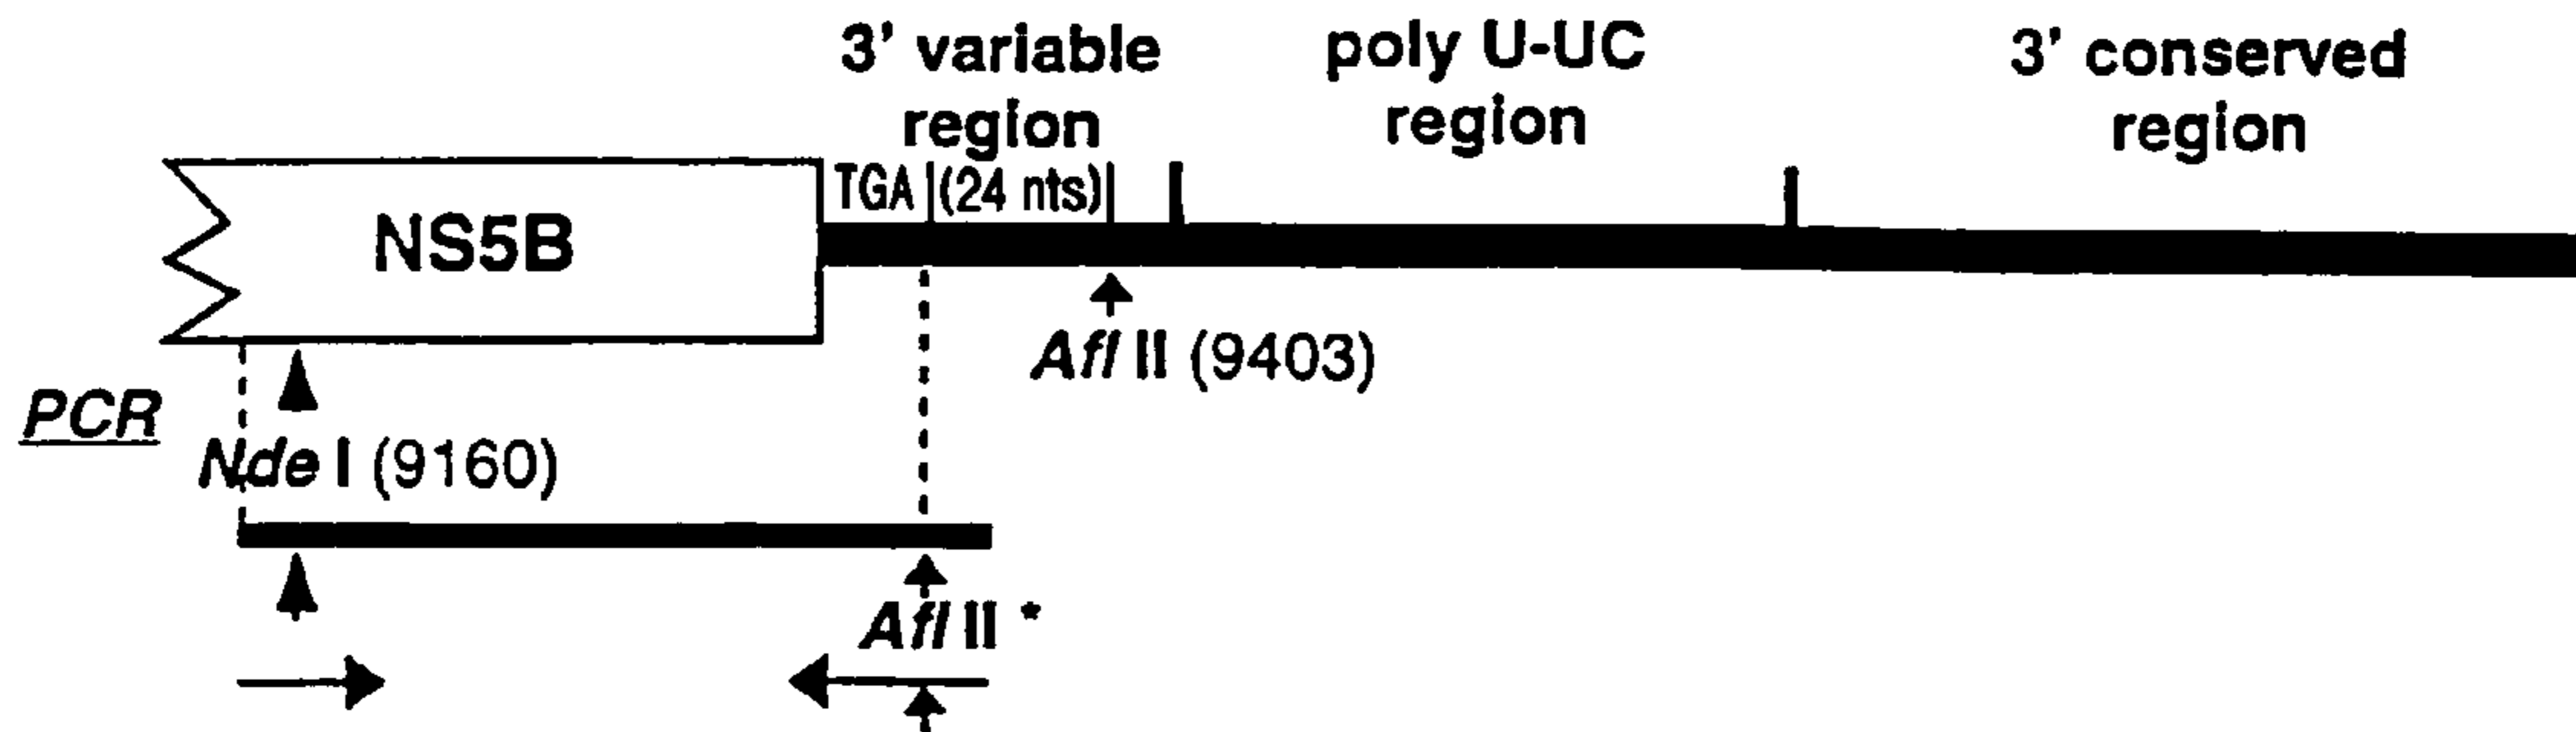 3' variable
region
poly U-UC
region
3' conserved
region
TGA (24 nts)
NS5B
Afl II (9403)
PCR
Nde I (9160)
Afl II *